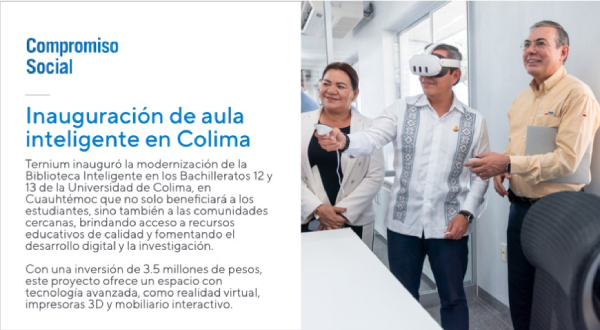 Compromiso
Social
Inauguración de aula
inteligente en Colima
Ternium inauguró la modernización de la
Biblioteca Inteligente en los Bachilleratos 12 y
13 de la Universidad de Colima, en
Cuauhtémoc que no solo beneficiará a los
estudiantes, sino también a las comunidades
cercanas, brindando acceso a recursos
educativos de calidad y fomentando el
desarrollo digital y la investigación.
Con una inversión de 3.5 millones de pesos,
este proyecto ofrece un espacio con
tecnología avanzada, como realidad virtual,
impresoras 3D y mobiliario interactivo.